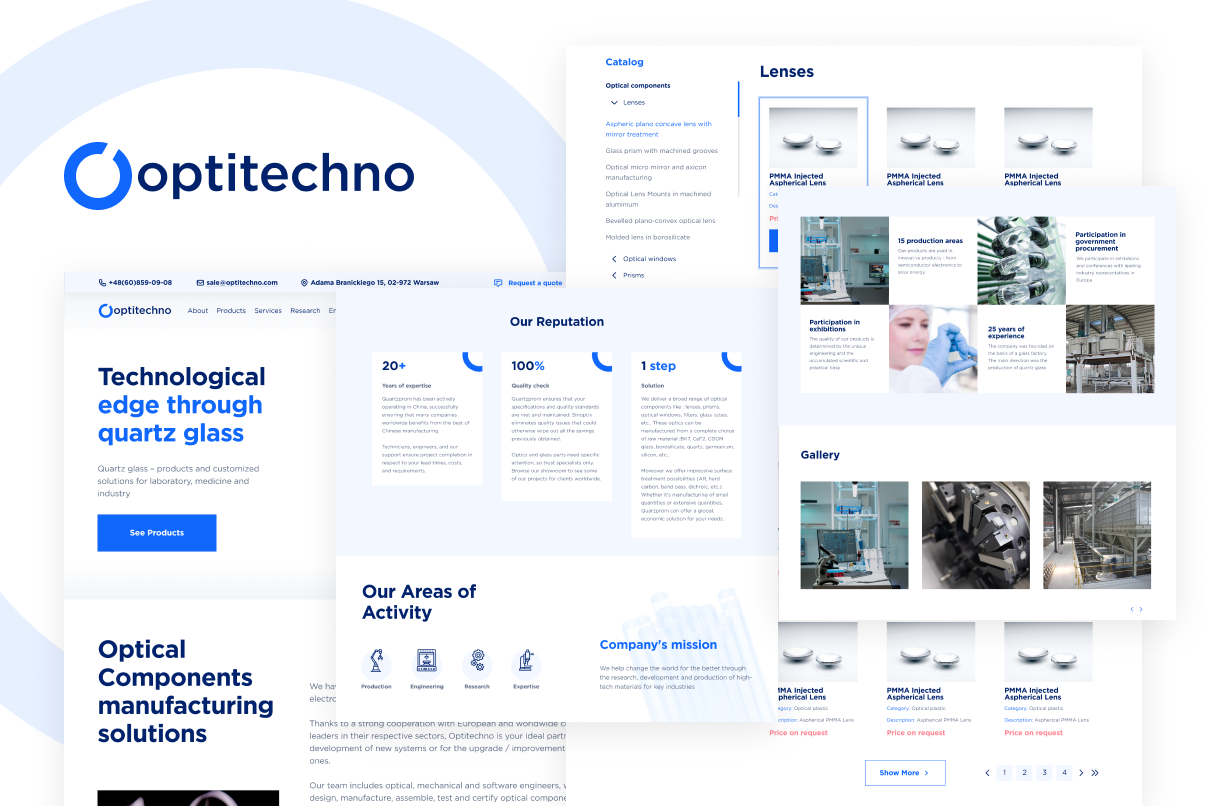 optitechno
+48(60)859-09-08
sale@optitechno.com
Adama Branickiego 15, 02-972 Warsaw
Request a quote
optitechno
About
Products
Services
Research
Technological
edge through
quartz glass
Quartz glass – products and customized
solutions for laboratory, medicine and
industry
See Products
Optical
Components
manufacturing
solutions
We
electro
Thanks to a strong cooperation with European and worldwide
leaders in their respective sectors, Optitechno is your ideal
development of new systems or for the upgrade / improvement
ones.
Our team includes optical, mechanical and software engineers,
design, manufacture, assemble, test and certify optical
Our Reputation
20+
Years of expertise
Quartzprom has been actively
operating in China, successfully
ensuring that many companies
worldwide benefits from the best of
Chinese manufacturing.
Technicians, engineers, and our
support ensure project completion in
respect to your lead times, costs,
and requirements.
100%
Quality check
Quartzprom ensures that your
specifications and quality standards
are met and maintained. Sinoptix
eliminates quality issues that could
otherwise wipe out all the savings
previously obtained.
Optics and glass parts need specific
attention; so trust specialists only.
Browse our showroom to see some
of our projects for clients worldwide.
1 step
Solution
We deliver a broad range of optical
components like : lenses, prisms,
optical windows, filters, glass tubes,
etc.. These optics can be
manufactured from a complete choice
of raw material :BK7, CaF2, CDGM
glass, borosilicate, quartz, germanium,
silicon, etc..
Moreover we offer impressive surface
treatment possibilities (AR, hard
carbon, band pass, dichroic, etc.).
Whether it's manufacturing of small
quantities or extensive quantities.
Quarzprom can offer a global,
economic solution for your needs.
Our Areas of
Activity
Production
Engineering
Research
Expertise
Company's mission
We help change the world for the better through
the research, development and production of high-
tech materials for key industries
Catalog
Optical components
Lenses
Aspheric plano concave lens with
mirror treatment
Glass prism with machined grooves
Optical micro mirror and axicon
manufacturing
Optical Lens Mounts in machined
aluminium
Bevelled plano-convex optical lens
Molded lens in borosilicate
Optical windows
Prisms
Lenses
PMMA Injected
Aspherical Lens
PMMA Injected
Aspherical Lens
PMMA Injected
Aspherical Lens
15 production areas
Our products are used in
innovative products - from
semiconductor electronics to
solar energy
Participation in
government
procurement
We participate in exhibitions
and conferences with leading
industry representatives in
Europe
Participation in
exhibitions
The quality of our products is
determined by the unique
engineering and the
accumulated scientific and
practical base
25 years of
experience
The company was founded on
the basis of a glass factory.
The main direction was the
production of quartz glass
Gallery
PMMA Injected
Aspherical Lens
Category: Optical plastic
Description: Aspherical PMMA Lens
Price on request
PMMA Injected
Aspherical Lens
Category: Optical plastic
Description: Aspherical PMMA Lens
Price on request
PMMA Injected
Aspherical Lens
Category: Optical plastic
Description: Aspherical PMMA Lens
Price on request
Show More
1 2 3 4